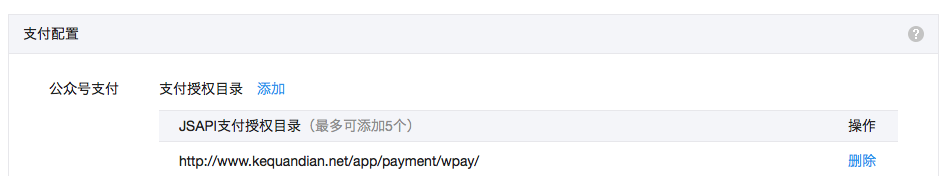 支付配置
?
公众号支付 支付授权目录 添加
JSAPI支付授权目录（最多可添加5个） 操作
http://www.kequandian.net/app/payment/wpay/ 删除